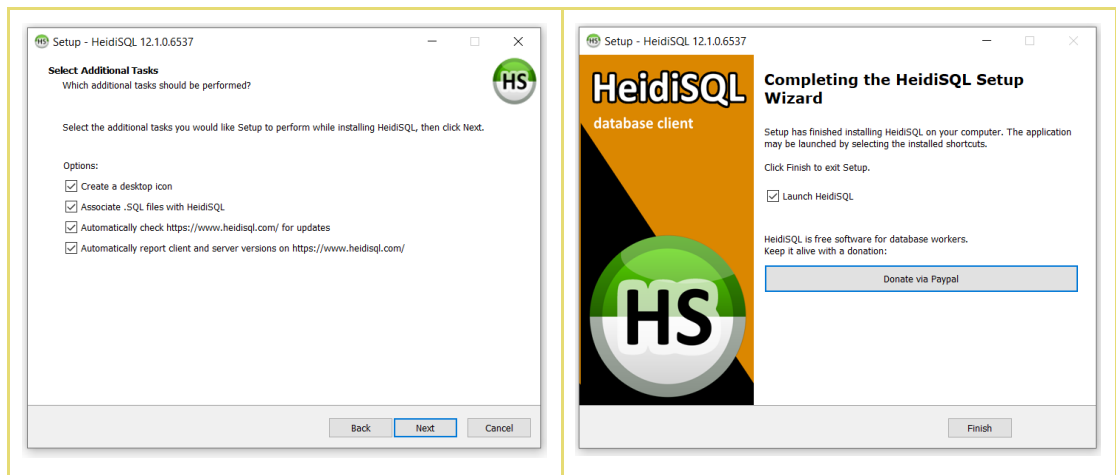 HS Setup - HeidiSQL 12.1.0.6537
Select Additional Tasks
Which additional tasks should be performed?
HS
Select the additional tasks you would like Setup to perform while installing HeidiSQL, then click Next.
Options:
Create a desktop icon
Associate .SQL files with HeidiSQL
Automatically check https://www.heidisql.com/ for updates
Automatically report client and server versions on https://www.heidisql.com/
Back Next Cancel
HS Setup - HeidiSQL 12.1.0.6537
HeidiSQL
database client
HS
Completing the HeidiSQL Setup
Wizard
Setup has finished installing HeidiSQL on your computer. The application
may be launched by selecting the installed shortcuts.
Click Finish to exit Setup.
Launch HeidiSQL
HeidiSQL is free software for database workers.
Keep it alive with a donation:
Donate via Paypal
Finish